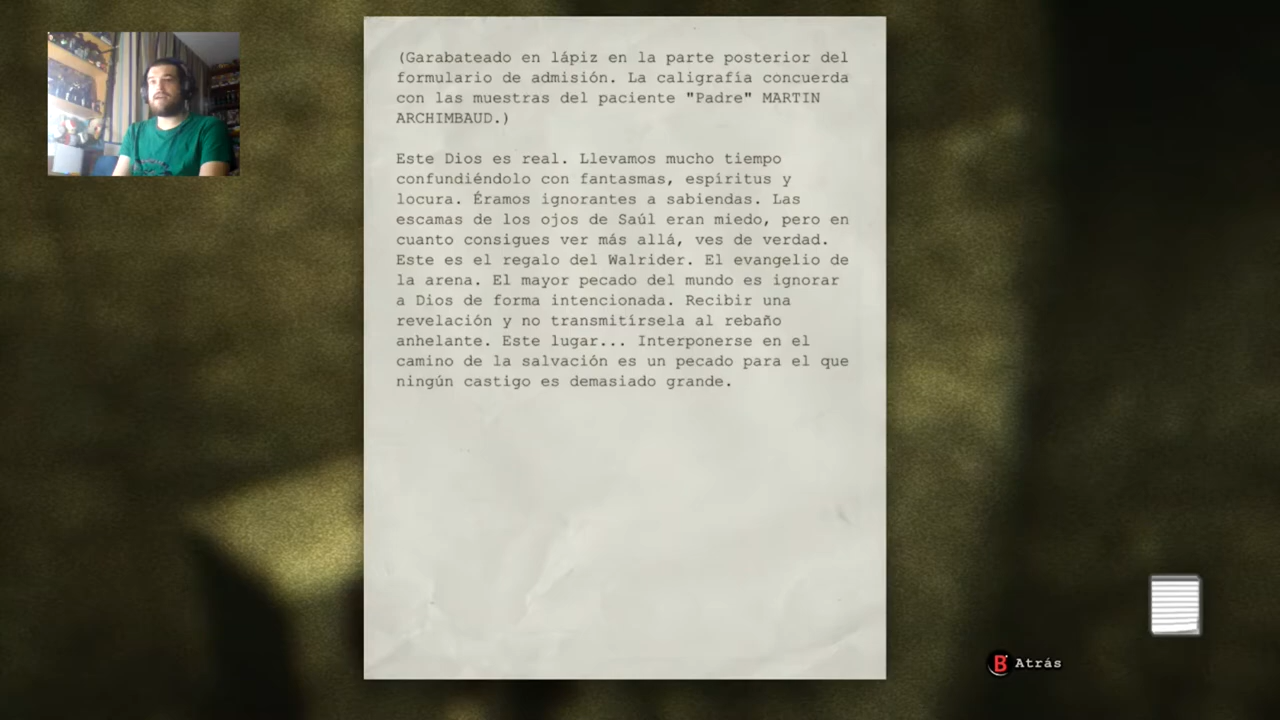 (Garabateado en lápiz en la parte posterior del
formulario de admisión. La caligrafía concuerda
con las muestras del paciente "Padre" MARTIN
ARCHIMBAUD.)
Este Dios es real. Llevamos mucho tiempo
confundiéndolo con fantasmas, espíritus y
locura. Éramos ignorantes a sabiendas. Las
escamas de los ojos de Saúl eran miedo, pero en
cuanto consigues ver más allá, ves de verdad.
Este es el regalo del Walrider. El evangelio de
la arena. El mayor pecado del mundo es ignorar
a Dios de forma intencionada. Recibir una
revelación y no transmitírsela al rebaño
anhelante. Este lugar... Interponerse en el
camino de la salvación es un pecado para el que
ningún castigo es demasiado grande.
B Atrás